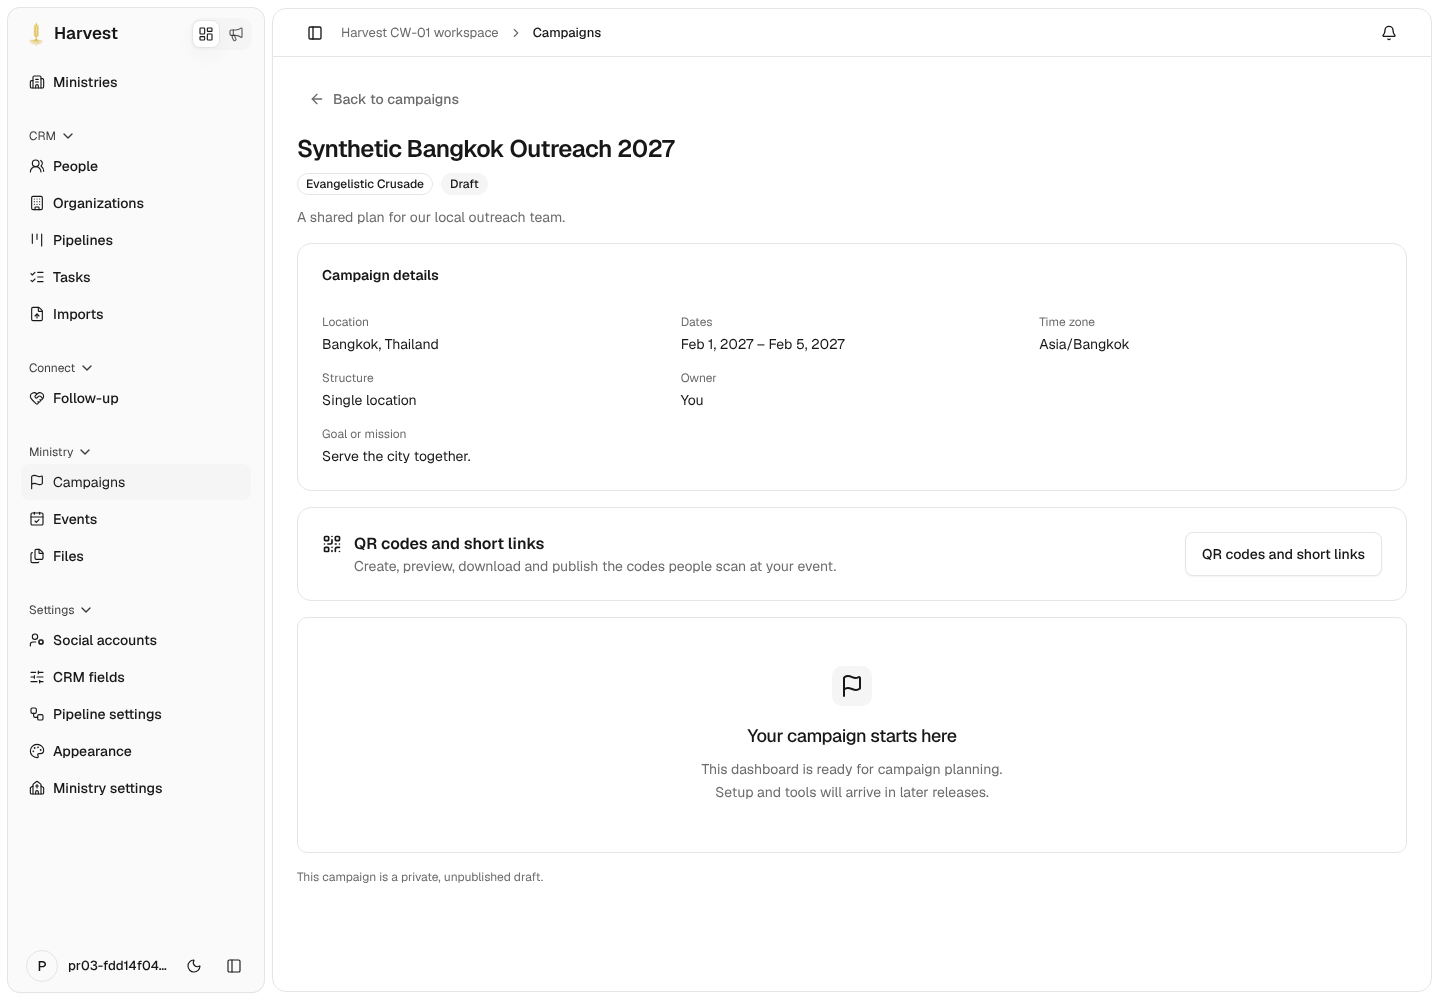 Harvest
Ministries
CRM
People
Organizations
Pipelines
Tasks
Imports
Connect
Follow-up
Ministry
Campaigns
Events
Files
Settings
Social accounts
CRM fields
Pipeline settings
Appearance
Ministry settings
P pr03-fdd14f04...
Harvest CW-01 workspace > Campaigns
Back to campaigns
Synthetic Bangkok Outreach 2027
Evangelistic Crusade Draft
A shared plan for our local outreach team.
Campaign details
Location Dates Time zone
Bangkok, Thailand Feb 1, 2027 – Feb 5, 2027 Asia/Bangkok
Structure Owner
Single location You
Goal or mission
Serve the city together.
QR codes and short links
Create, preview, download and publish the codes people scan at your event.
QR codes and short links
Your campaign starts here
This dashboard is ready for campaign planning.
Setup and tools will arrive in later releases.
This campaign is a private, unpublished draft.